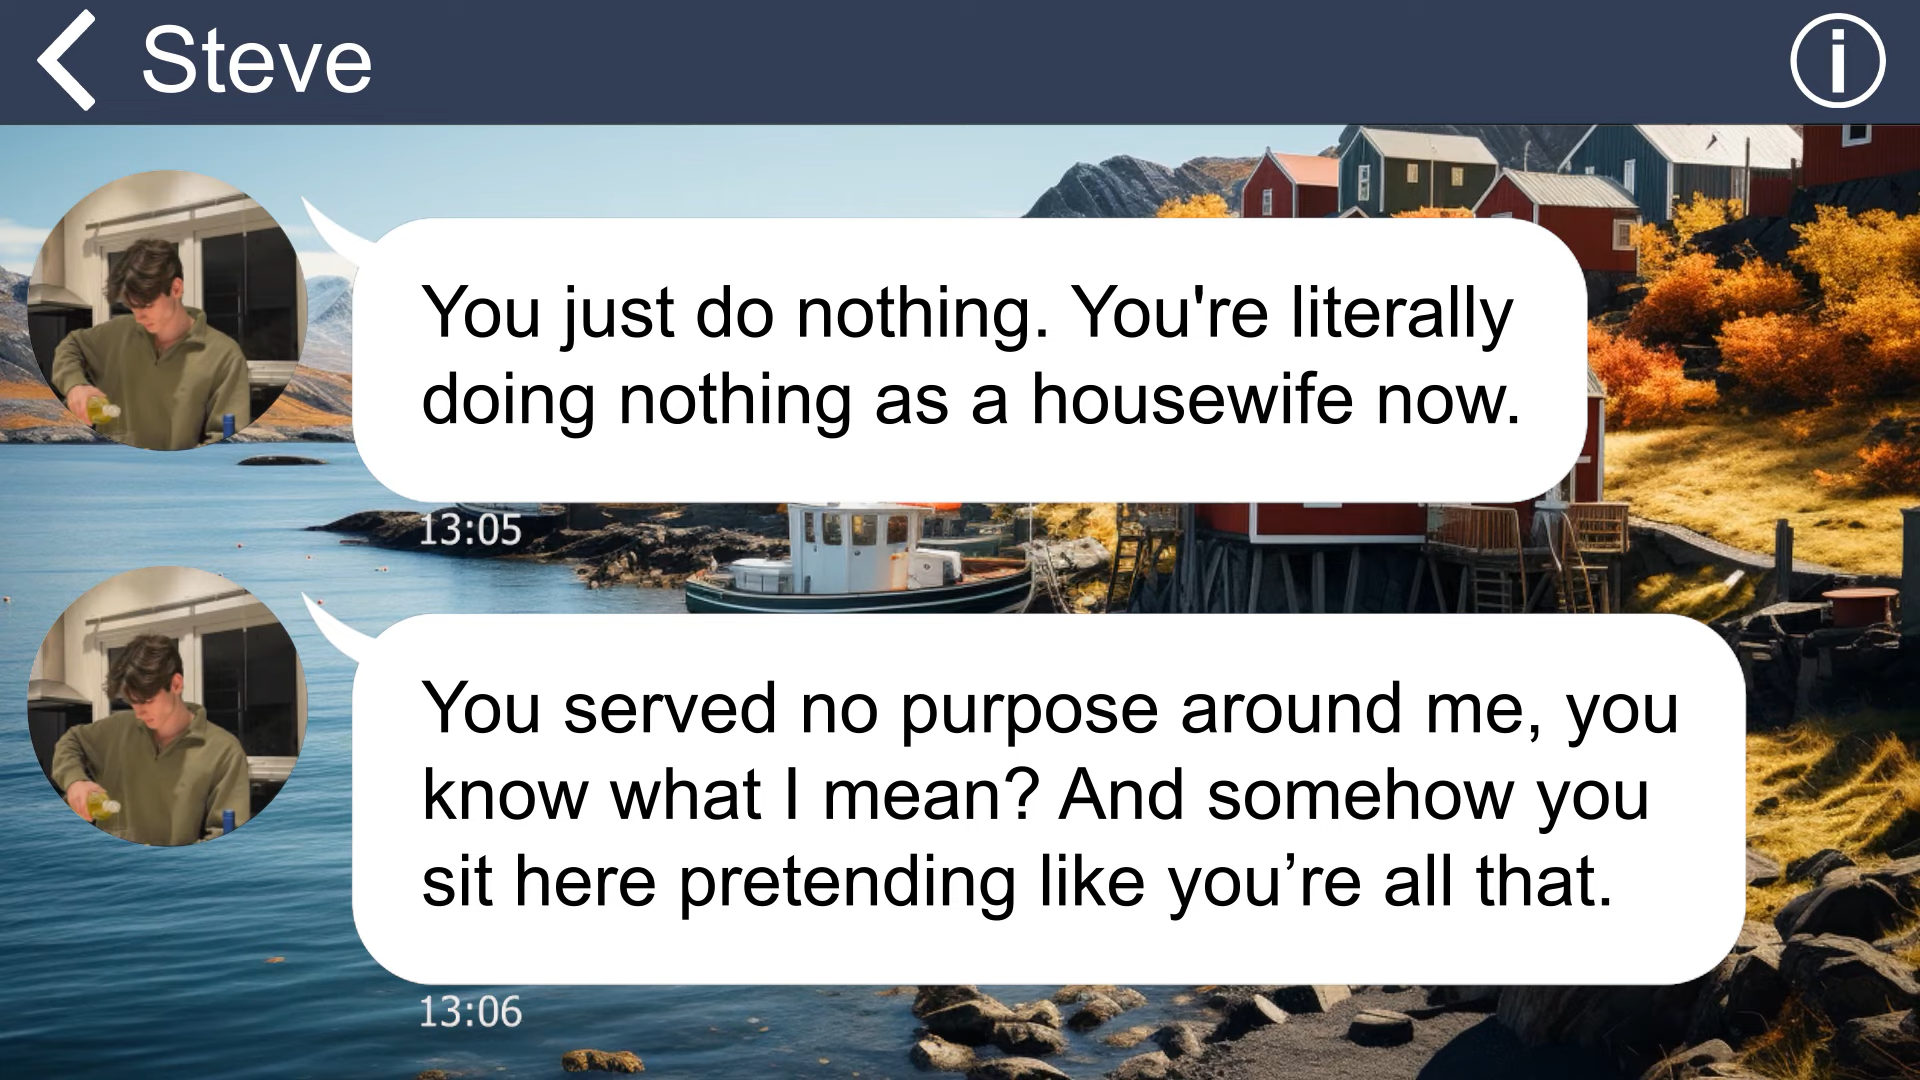 Steve
You just do nothing. You're literally
doing nothing as a housewife now.
13:05
You served no purpose around me, you
know what I mean? And somehow you
sit here pretending like you’re all that.
13:06